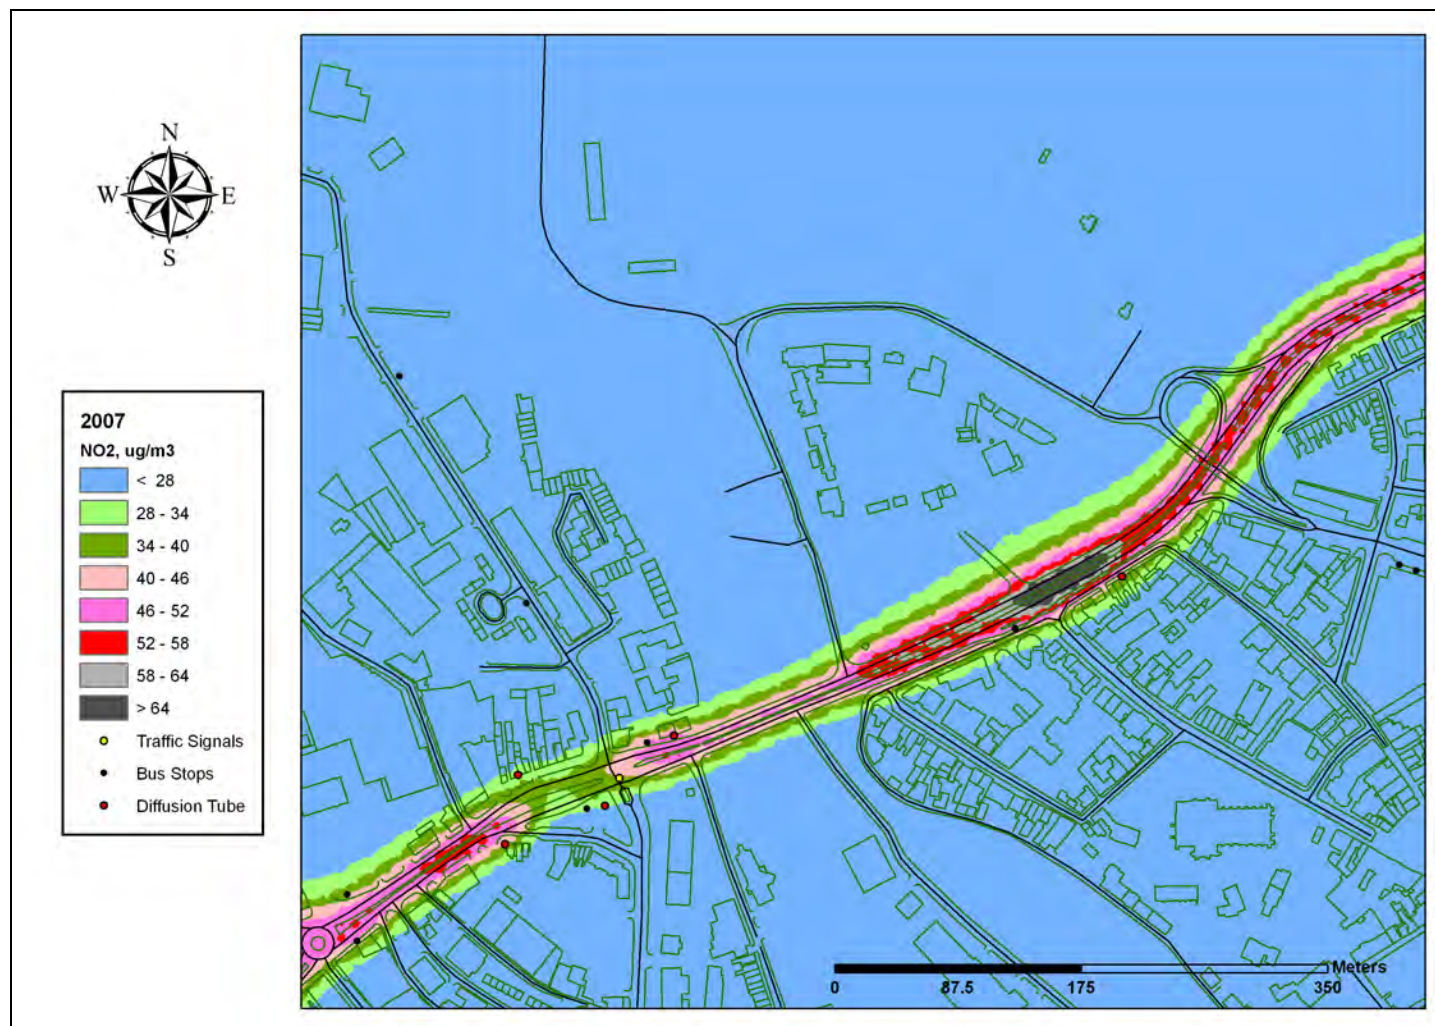 N
W E
S
2007
NO2, ug/m3
< 28
28 - 34
34 - 40
40 - 46
46 - 52
52 - 58
58 - 64
> 64
Traffic Signals
Bus Stops
Diffusion Tube
Meters
0 87.5 175 350